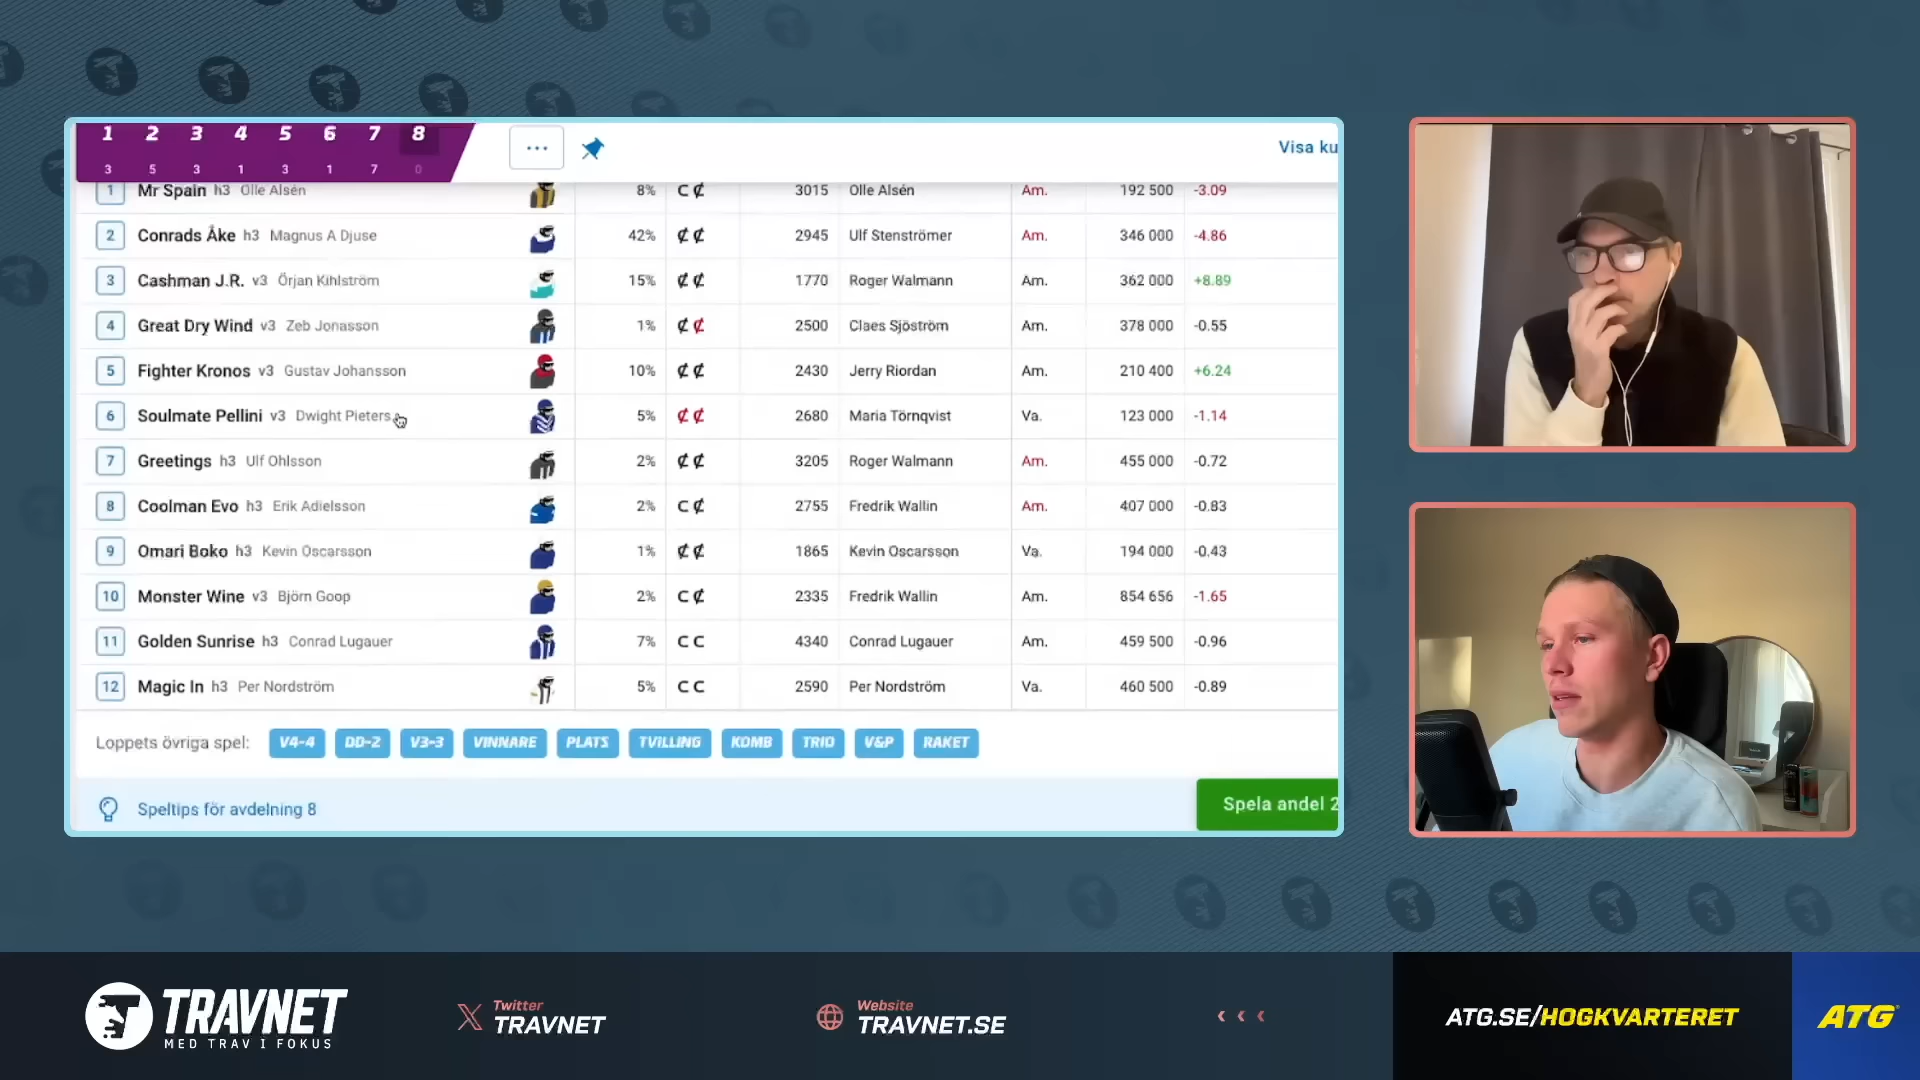 1 2 3 4 5 6 7 8
3 5 3 1 3 1 7 0
Visa ku
1 Mr Spain h3 Olle Alsén 8% C ₵ 3015 Olle Alsén Am. 192 500 -3.09
2 Conrads Åke h3 Magnus A Djuse 42% ₵ ₵ 2945 Ulf Stenströmer Am. 346 000 -4.86
3 Cashman J.R. v3 Örjan Kihlström 15% ₵ ₵ 1770 Roger Walmann Am. 362 000 +8.89
4 Great Dry Wind v3 Zeb Jonasson 1% ₵ ₵ 2500 Claes Sjöström Am. 378 000 -0.55
5 Fighter Kronos v3 Gustav Johansson 10% ₵ ₵ 2430 Jerry Riordan Am. 210 400 +6.24
6 Soulmate Pellini v3 Dwight Pieters 5% ₵ ₵ 2680 Maria Törnqvist Va. 123 000 -1.14
7 Greetings h3 Ulf Ohlsson 2% ₵ ₵ 3205 Roger Walmann Am. 455 000 -0.72
8 Coolman Evo h3 Erik Adielsson 2% C ₵ 2755 Fredrik Wallin Am. 407 000 -0.83
9 Omari Boko h3 Kevin Oscarsson 1% ₵ ₵ 1865 Kevin Oscarsson Va. 194 000 -0.43
10 Monster Wine v3 Björn Goop 2% C ₵ 2335 Fredrik Wallin Am. 854 656 -1.65
11 Golden Sunrise h3 Conrad Lugauer 7% C C 4340 Conrad Lugauer Am. 459 500 -0.96
12 Magic In h3 Per Nordström 5% C C 2590 Per Nordström Va. 460 500 -0.89
Loppets övriga spel: V4-4 DD-2 V3-3 VINNARE PLATS TVILLING KOMB TRIO V&P RAKET
Speltips för avdelning 8
Spela andel 2
TRAVNET
MED TRAV I FOKUS
Twitter
TRAVNET
Website
TRAVNET.SE
ATG.SE/HOGKVARTERET
ATG